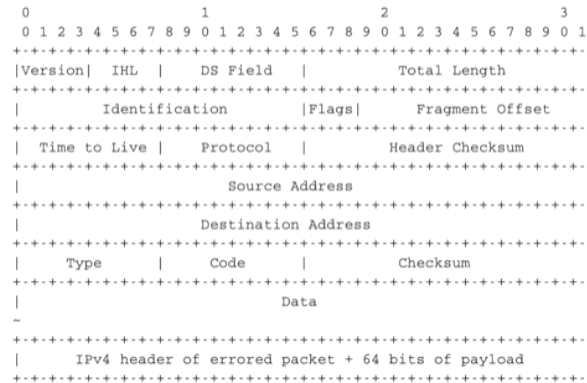 0                   1                   2                   3
0 1 2 3 4 5 6 7 8 9 0 1 2 3 4 5 6 7 8 9 0 1 2 3 4 5 6 7 8 9 0 1
+-+-+-+-+-+-+-+-+-+-+-+-+-+-+-+-+-+-+-+-+-+-+-+-+-+-+-+-+-+-+-+-
|Version|  IHL  |   DS Field    |         Total Length
+-+-+-+-+-+-+-+-+-+-+-+-+-+-+-+-+-+-+-+-+-+-+-+-+-+-+-+-+-+-+-+-
|         Identification        |Flags|     Fragment Offset
+-+-+-+-+-+-+-+-+-+-+-+-+-+-+-+-+-+-+-+-+-+-+-+-+-+-+-+-+-+-+-+-
| Time to Live |    Protocol   |        Header Checksum
+-+-+-+-+-+-+-+-+-+-+-+-+-+-+-+-+-+-+-+-+-+-+-+-+-+-+-+-+-+-+-+-
|                      Source Address
+-+-+-+-+-+-+-+-+-+-+-+-+-+-+-+-+-+-+-+-+-+-+-+-+-+-+-+-+-+-+-+-
|                   Destination Address
+-+-+-+-+-+-+-+-+-+-+-+-+-+-+-+-+-+-+-+-+-+-+-+-+-+-+-+-+-+-+-+-
|     Type      |     Code      |          Checksum
+-+-+-+-+-+-+-+-+-+-+-+-+-+-+-+-+-+-+-+-+-+-+-+-+-+-+-+-+-+-+-+-
|                            Data
~
+-+-+-+-+-+-+-+-+-+-+-+-+-+-+-+-+-+-+-+-+-+-+-+-+-+-+-+-+-+-+-+-
|     IPv4 header of errored packet + 64 bits of payload
+-+-+-+-+-+-+-+-+-+-+-+-+-+-+-+-+-+-+-+-+-+-+-+-+-+-+-+-+-+-+-+-